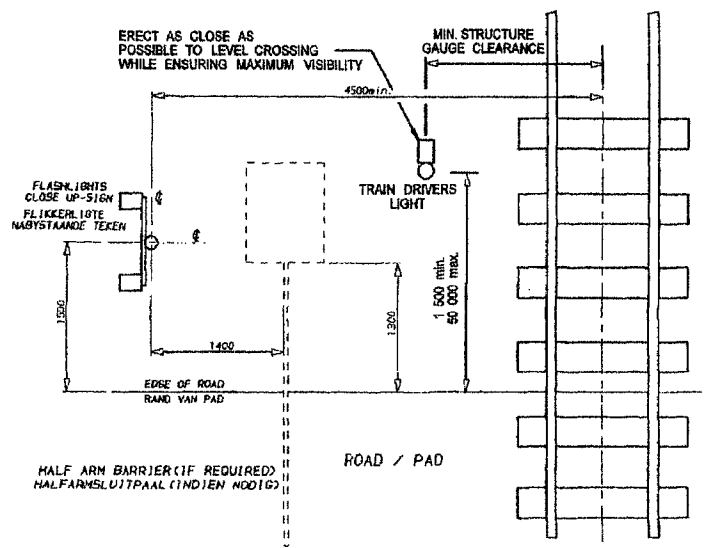 ERECT AS CLOSE AS
POSSIBLE TO LEVEL CROSSING
WHILE ENSURING MAXIMUM VISIBILITY
MIN. STRUCTURE
GAUGE CLEARANCE
4500min.
FLASHLIGHTS
CLOSE UP-SIGN
FLIKKERLIGTE
NABYSTAANDE TEKEN
TRAIN DRIVERS
LIGHT
1500
1400
1300
1 500 min.
50 000 max.
EDGE OF ROAD
RAND VAN PAD
ROAD / PAD
HALF ARM BARRIER(IF REQUIRED)
HALFARMSLUITPAAL(INDIEN NODIG)